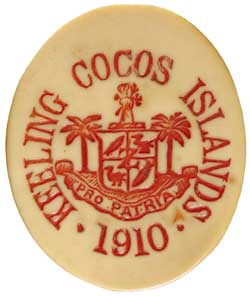 KEELING COCOS ISLANDS
PRO PATRIA
· 1910 ·